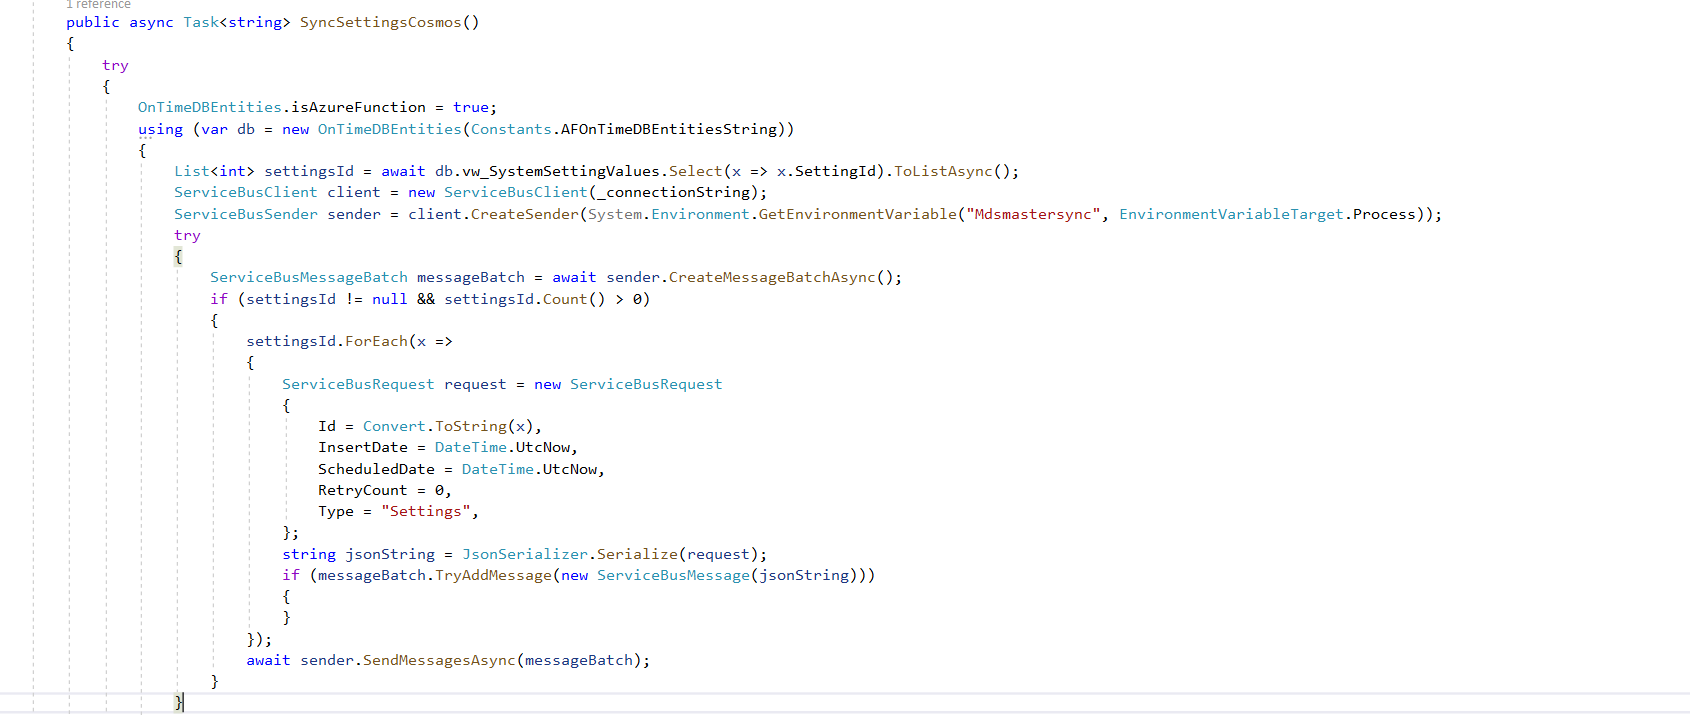 1 reference
public async Task<string> SyncSettingsCosmos()
{
try
{
OnTimeDBEntities.isAzureFunction = true;
using (var db = new OnTimeDBEntities(Constants.AFOnTimeDBEntitiesString))
{
List<int> settingsId = await db.vw_SystemSettingValues.Select(x => x.SettingId).ToListAsync();
ServiceBusClient client = new ServiceBusClient(_connectionString);
ServiceBusSender sender = client.CreateSender(System.Environment.GetEnvironmentVariable("Mdsmastersync", EnvironmentVariableTarget.Process));
try
{
ServiceBusMessageBatch messageBatch = await sender.CreateMessageBatchAsync();
if (settingsId != null && settingsId.Count() > 0)
{
settingsId.ForEach(x =>
{
ServiceBusRequest request = new ServiceBusRequest
{
Id = Convert.ToString(x),
InsertDate = DateTime.UtcNow,
ScheduledDate = DateTime.UtcNow,
RetryCount = 0,
Type = "Settings",
};
string jsonString = JsonSerializer.Serialize(request);
if (messageBatch.TryAddMessage(new ServiceBusMessage(jsonString)))
{
}
});
await sender.SendMessagesAsync(messageBatch);
}
}